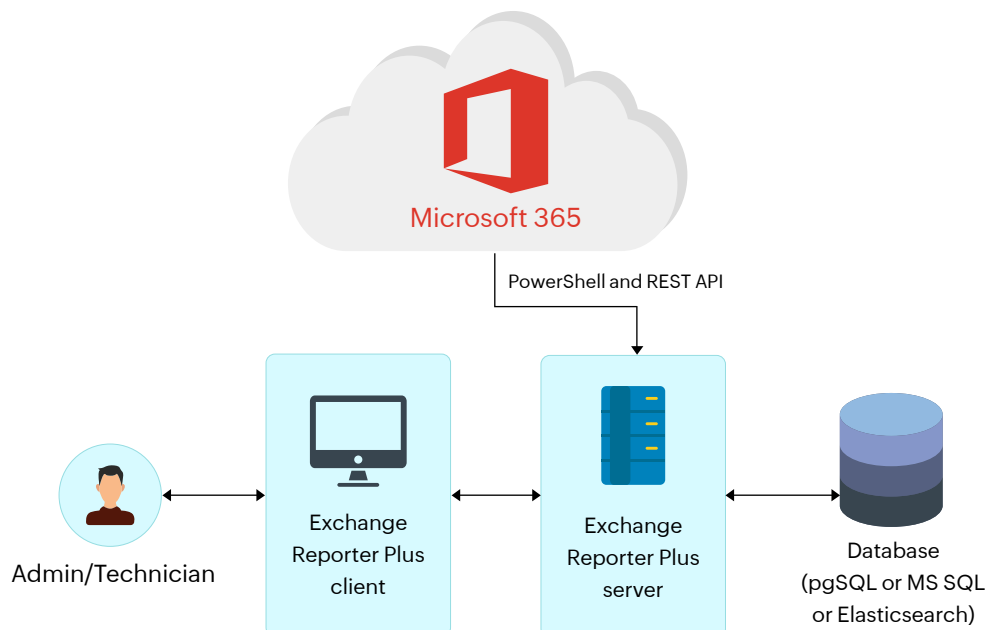 Microsoft 365
PowerShell and REST API
Exchange
Reporter Plus
client
Exchange
Reporter Plus
server
Admin/Technician
Database
(pgSQL or MS SQL
or Elasticsearch)